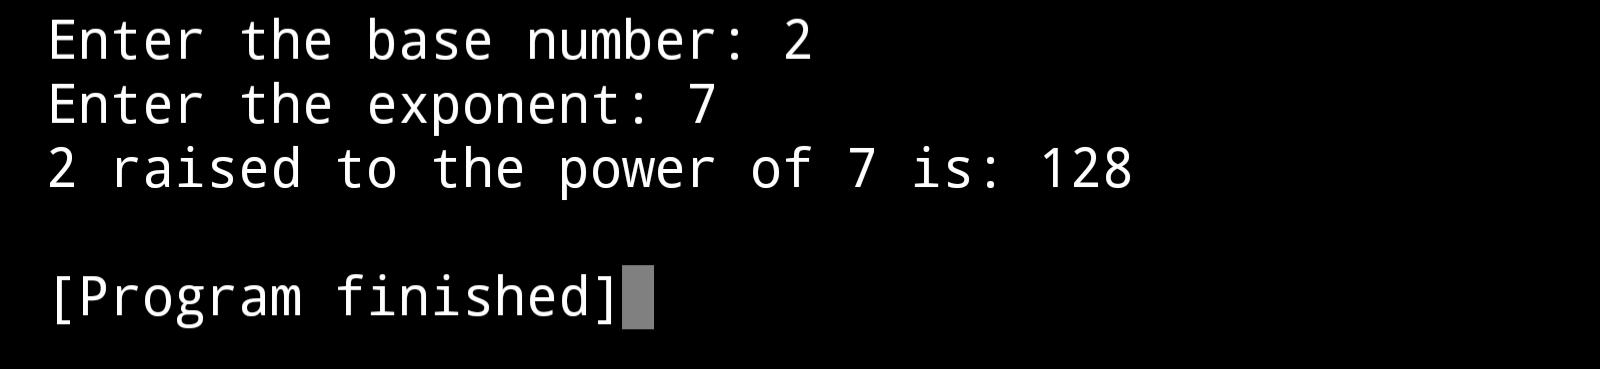 Enter the base number: 2
Enter the exponent: 7
2 raised to the power of 7 is: 128
[Program finished]